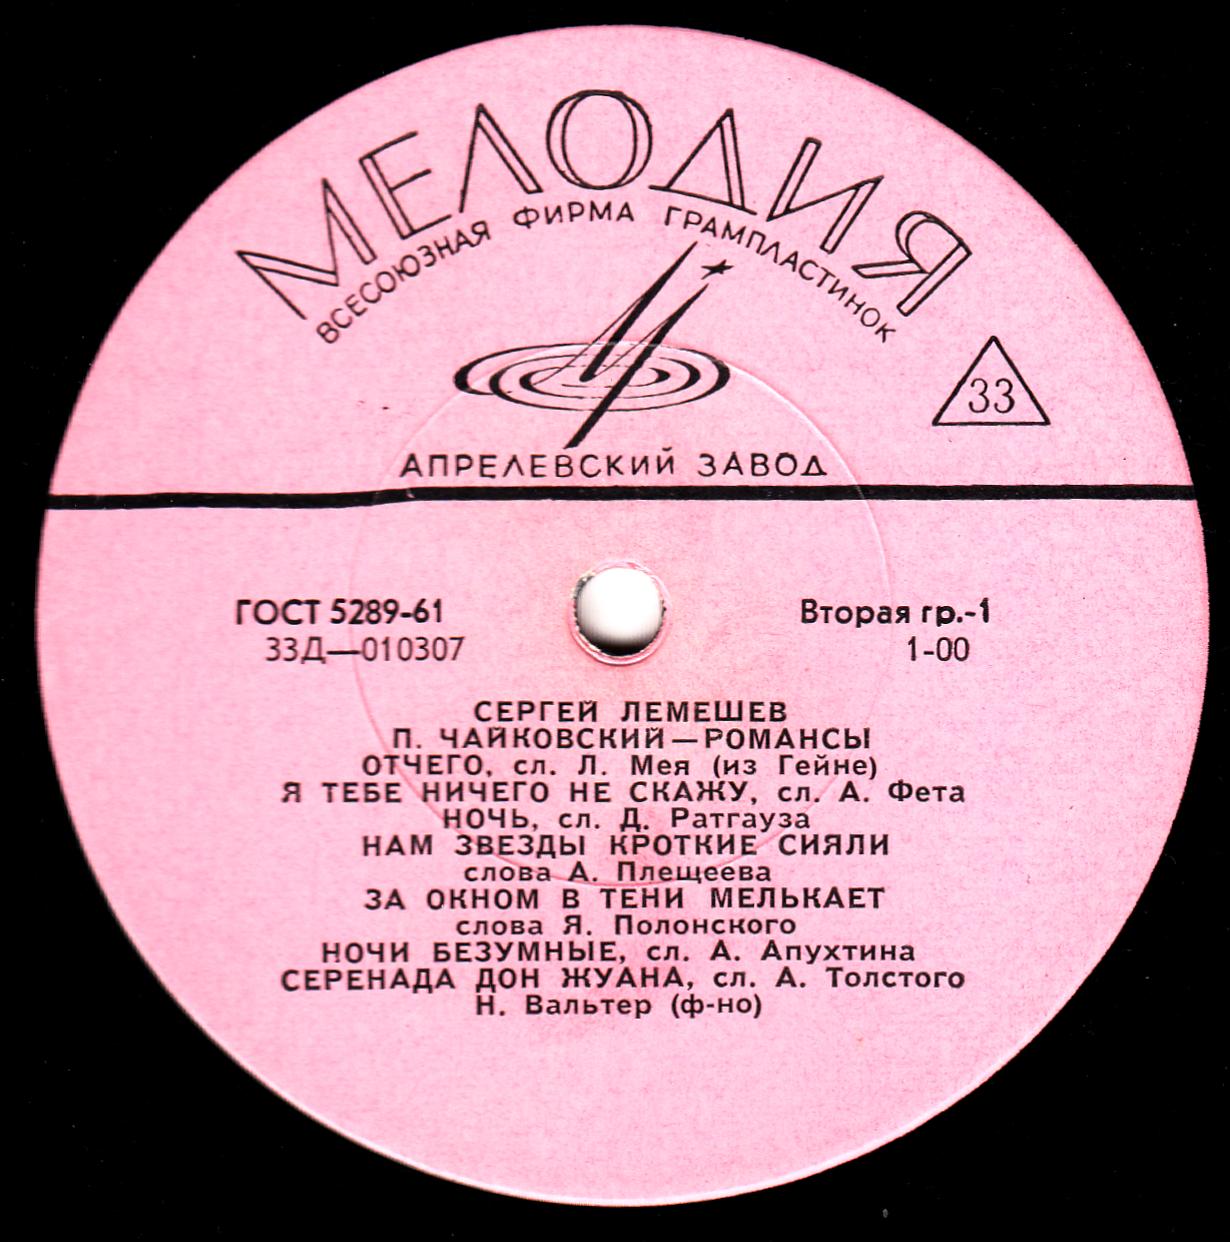 МЕЛОДИЯ
ВСЕСОЮЗНАЯ ФИРМА ГРАМПЛАСТИНОК
33
АПРЕЛЕВСКИЙ ЗАВОД
ГОСТ 5289-61
Вторая гр.-1
33Д—010307
1-00
СЕРГЕЙ ЛЕМЕШЕВ
П. ЧАЙКОВСКИЙ—РОМАНСЫ
ОТЧЕГО, сл. Л. Мея (из Гейне)
Я ТЕБЕ НИЧЕГО НЕ СКАЖУ, сл. А. Фета
НОЧЬ, сл. Д. Ратгауза
НАМ ЗВЕЗДЫ КРОТКИЕ СИЯЛИ
слова А. Плещеева
ЗА ОКНОМ В ТЕНИ МЕЛЬКАЕТ
слова Я. Полонского
НОЧИ БЕЗУМНЫЕ, сл. А. Апухтина
СЕРЕНАДА ДОН ЖУАНА, сл. А. Толстого
Н. Вальтер (ф-но)